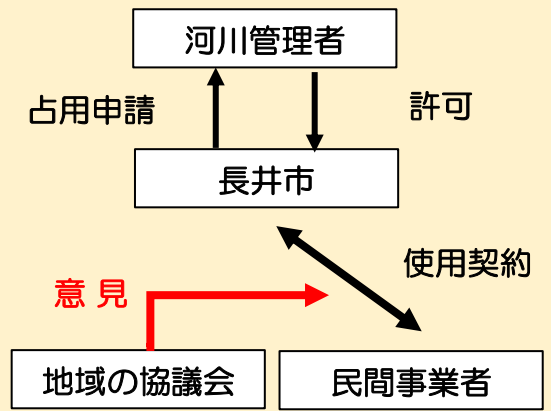 河川管理者
占用申請
許可
長井市
使用契約
意見
地域の協議会
民間事業者